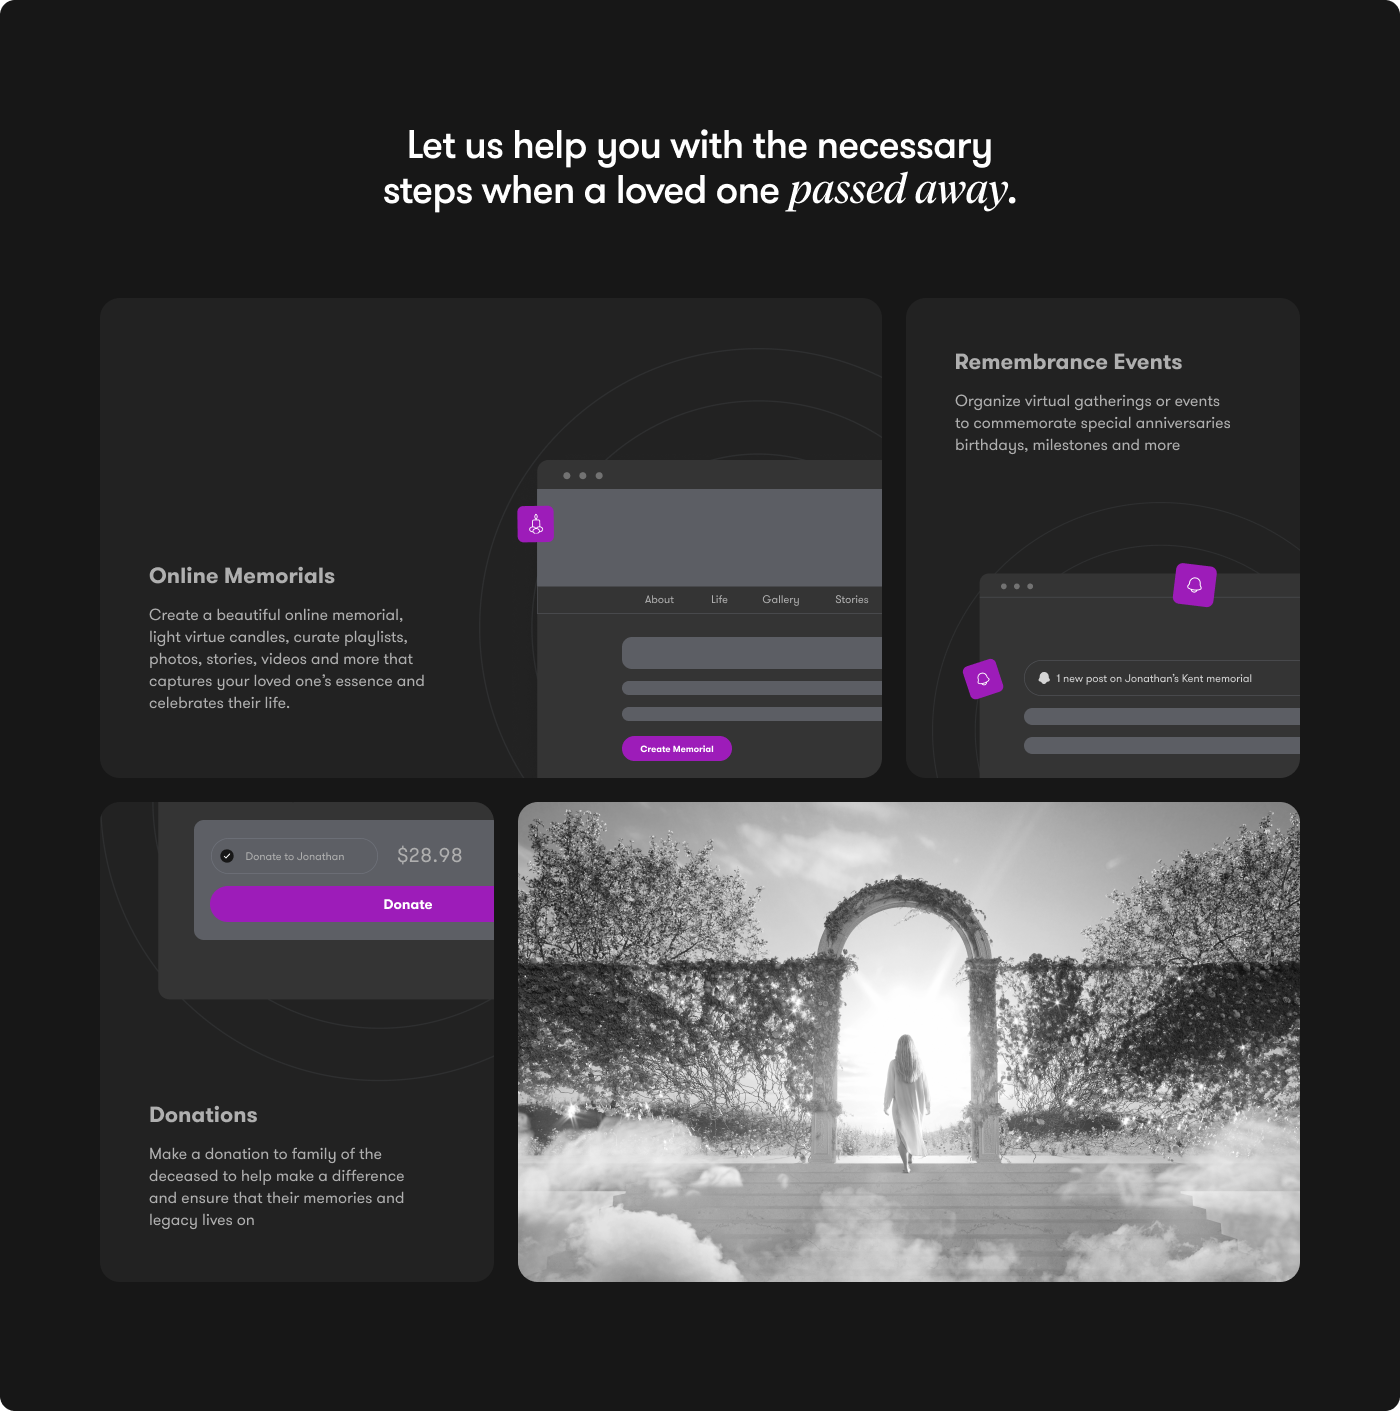 Let us help you with the necessary
steps when a loved one passed away.
Online Memorials
Create a beautiful online memorial,
light virtue candles, curate playlists,
photos, stories, videos and more that
captures your loved one’s essence and
celebrates their life.
About Life Gallery Stories
Create Memorial
Remembrance Events
Organize virtual gatherings or events
to commemorate special anniversaries
birthdays, milestones and more
1 new post on Jonathan’s Kent memorial
Donate to Jonathan $28.98
Donate
Donations
Make a donation to family of the
deceased to help make a difference
and ensure that their memories and
legacy lives on